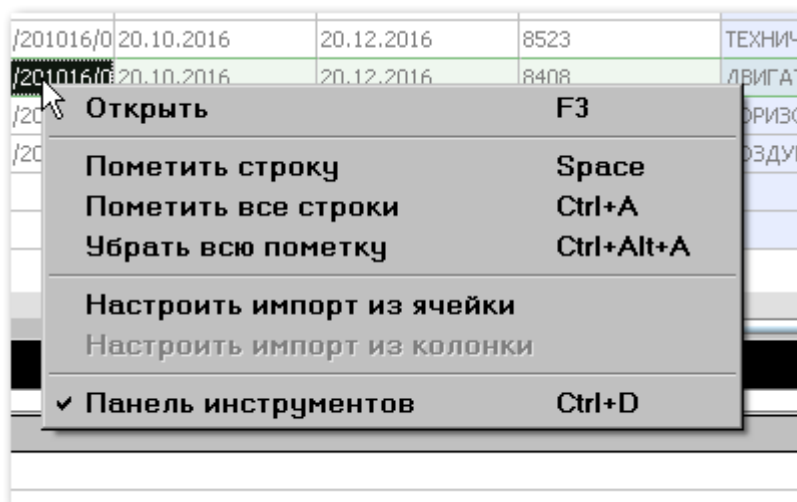 /201016/0 20.10.2016 20.12.2016 8523
/201016/0 20.10.2016 20.12.2016 8408
Открыть F3
Пометить строку Space
Пометить все строки Ctrl+A
Убрать всю пометку Ctrl+Alt+A
Настроить импорт из ячейки
Настроить импорт из колонки
Панель инструментов Ctrl+D